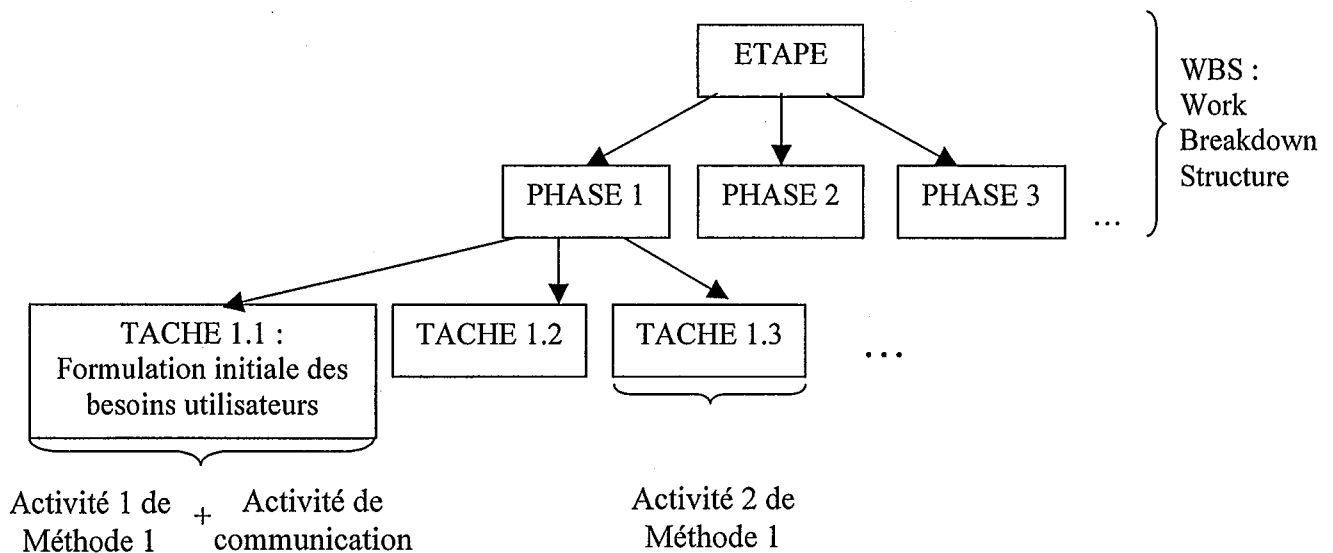 ETAPE
WBS :
Work
Breakdown
Structure
PHASE 1
PHASE 2
PHASE 3
...
TACHE 1.1 :
Formulation initiale des
besoins utilisateurs
TACHE 1.2
TACHE 1.3
...
Activité 1 de
Méthode 1
+
Activité de
communication
Activité 2 de
Méthode 1